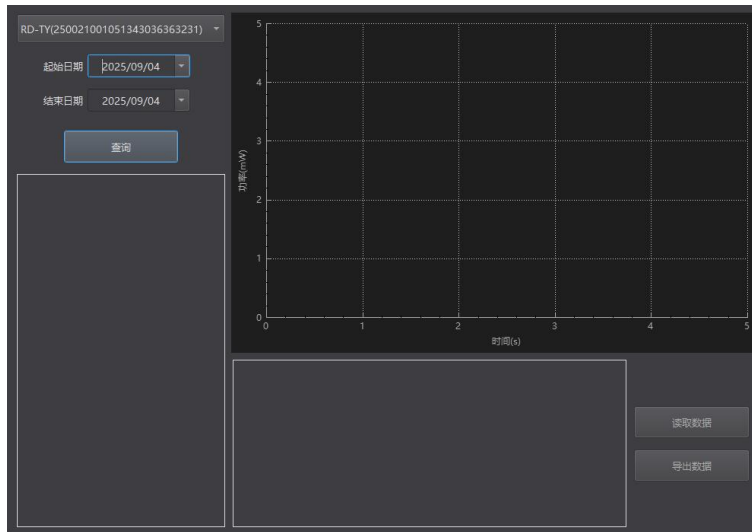 RD-TY(250021001051343036363231)
起始日期 2025/09/04
结束日期 2025/09/04
查询
5
4
3
2
1
0
功率(mW)
0 1 2 3 4 5
时间(s)
读取数据
导出数据